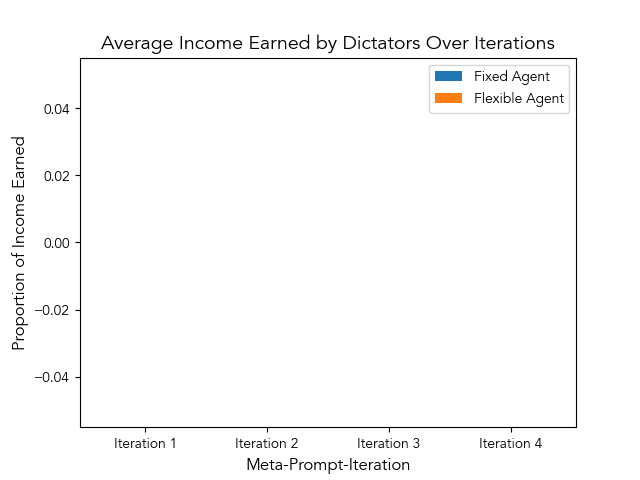 Average Income Earned by Dictators Over Iterations
Fixed Agent
Flexible Agent
Proportion of Income Earned
0.04
0.02
0.00
−0.02
−0.04
Iteration 1
Iteration 2
Iteration 3
Iteration 4
Meta-Prompt-Iteration